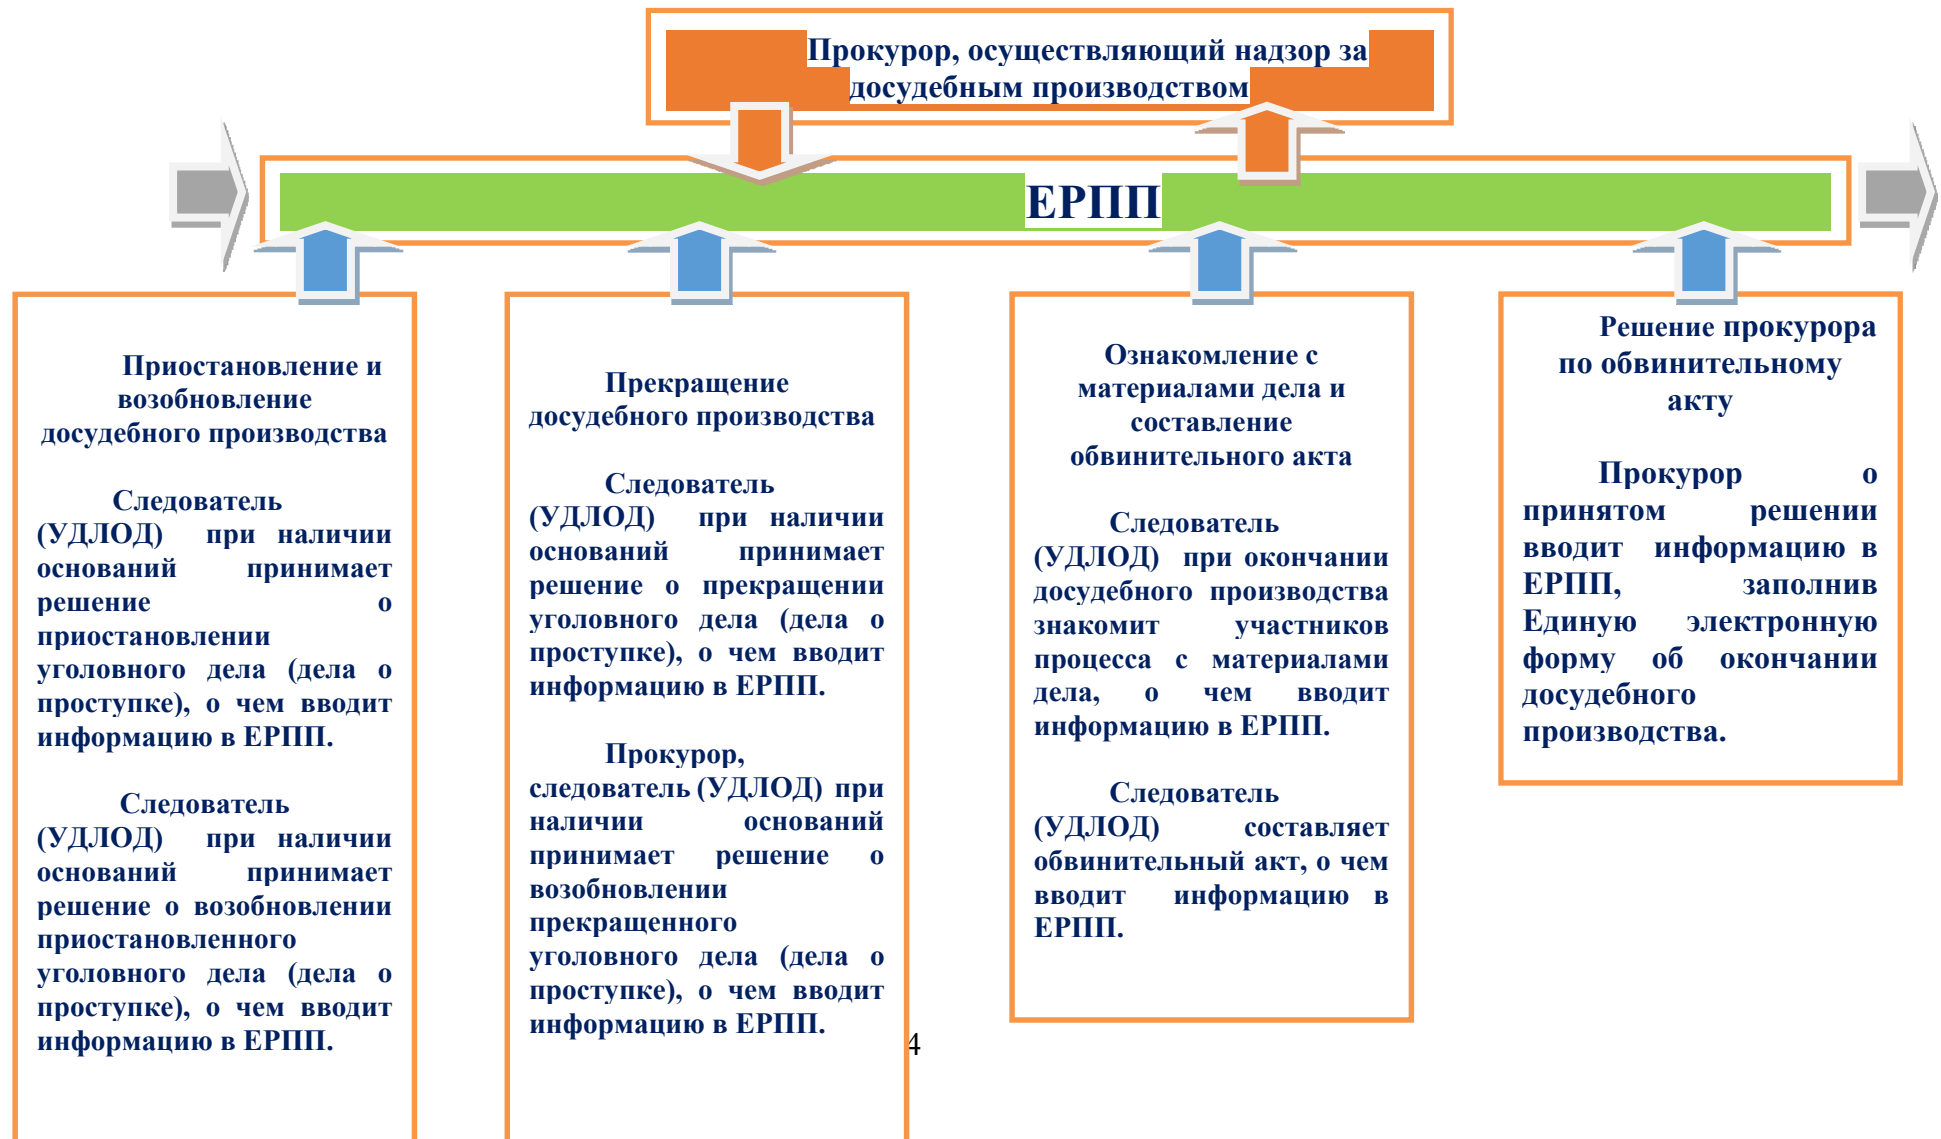 Прокурор, осуществляющий надзор за
досудебным производством
ЕРПП
Приостановление и
возобновление
досудебного производства
Следователь
(УДЛОД) при наличии
оснований принимает
решение о
приостановлении
уголовного дела (дела о
проступке), о чем вводит
информацию в ЕРПП.
Следователь
(УДЛОД) при наличии
оснований принимает
решение о возобновлении
приостановленного
уголовного дела (дела о
проступке), о чем вводит
информацию в ЕРПП.
Прекращение
досудебного производства
Следователь
(УДЛОД) при наличии
оснований принимает
решение о прекращении
уголовного дела (дела о
проступке), о чем вводит
информацию в ЕРПП.
Прокурор,
следователь (УДЛОД) при
наличии оснований
принимает решение о
возобновлении
прекращенного
уголовного дела (дела о
проступке), о чем вводит
информацию в ЕРПП.
Ознакомление с
материалами дела и
составление
обвинительного акта
Следователь
(УДЛОД) при окончании
досудебного производства
знакомит участников
процесса с материалами
дела, о чем вводит
информацию в ЕРПП.
Следователь
(УДЛОД) составляет
обвинительный акт, о чем
вводит информацию в
ЕРПП.
Решение прокурора
по обвинительному
акту
Прокурор о
принятом решении
вводит информацию в
ЕРПП, заполнив
Единую электронную
форму об окончании
досудебного
производства.
4